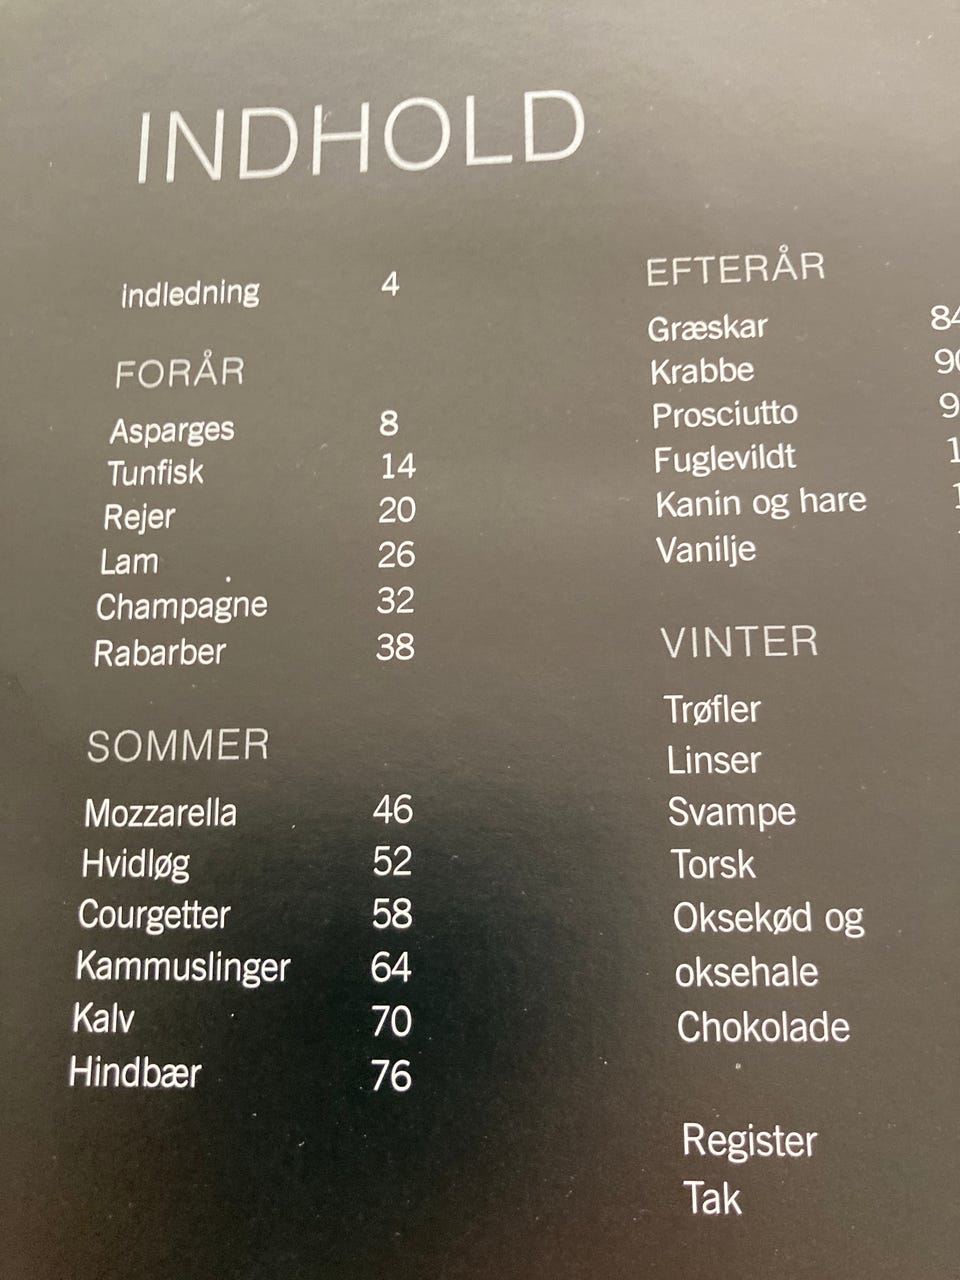 INDHOLD
indledning 4
FORÅR
Asparges 8
Tunfisk 14
Rejer 20
Lam 26
Champagne 32
Rabarber 38
SOMMER
Mozzarella 46
Hvidløg 52
Courgetter 58
Kammuslinger 64
Kalv 70
Hindbær 76
EFTERÅR
Græskar 84
Krabbe 90
Prosciutto
Fuglevildt
Kanin og hare
Vanilje
VINTER
Trøfler
Linser
Svampe
Torsk
Oksekød og
oksehale
Chokolade
Register
Tak